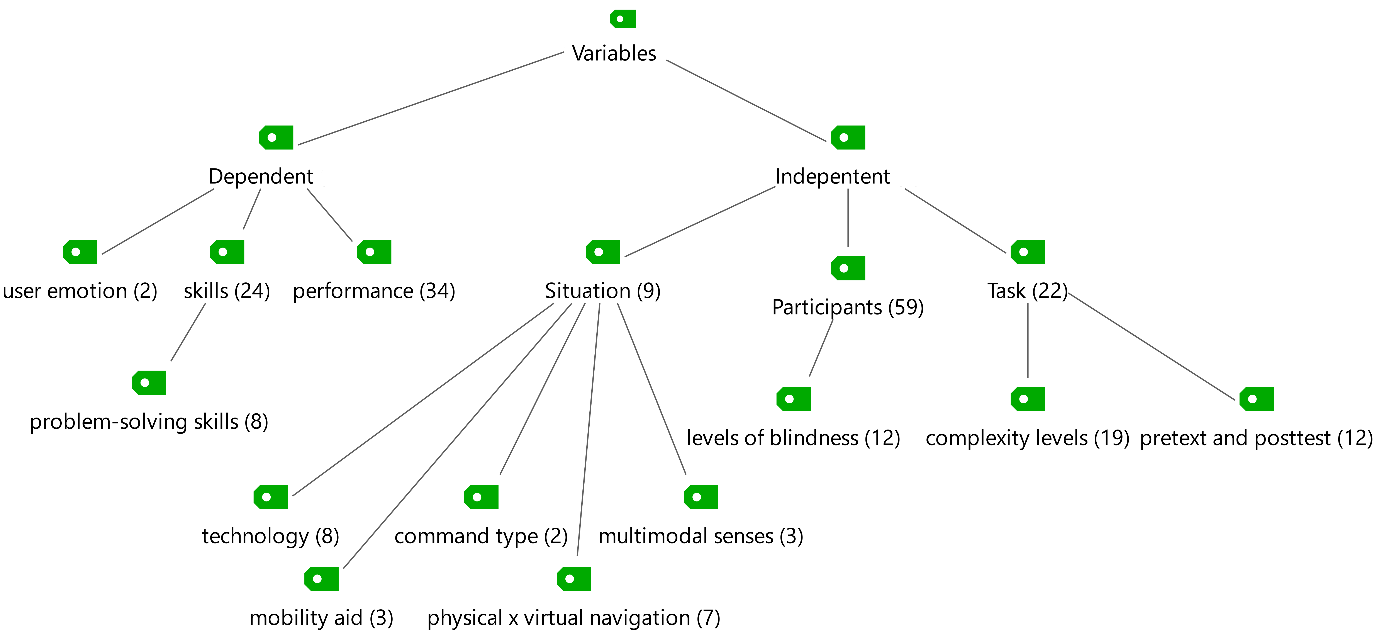 Variables
Dependent
Indepentent
user emotion (2)
skills (24)
performance (34)
Situation (9)
Participants (59)
Task (22)
problem-solving skills (8)
levels of blindness (12)
complexity levels (19)
pretext and posttest (12)
technology (8)
command type (2)
multimodal senses (3)
mobility aid (3)
physical x virtual navigation (7)